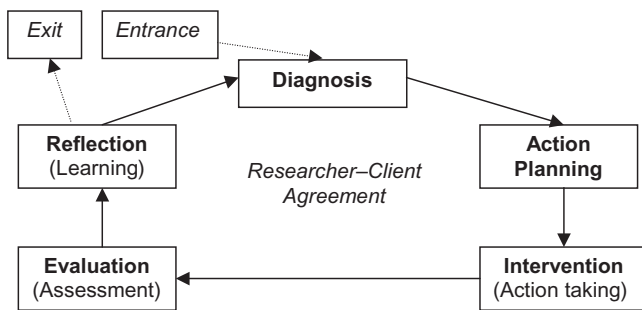 Exit
Entrance
Diagnosis
Reflection
(Learning)
Action
Planning
Researcher–Client
Agreement
Evaluation
(Assessment)
Intervention
(Action taking)